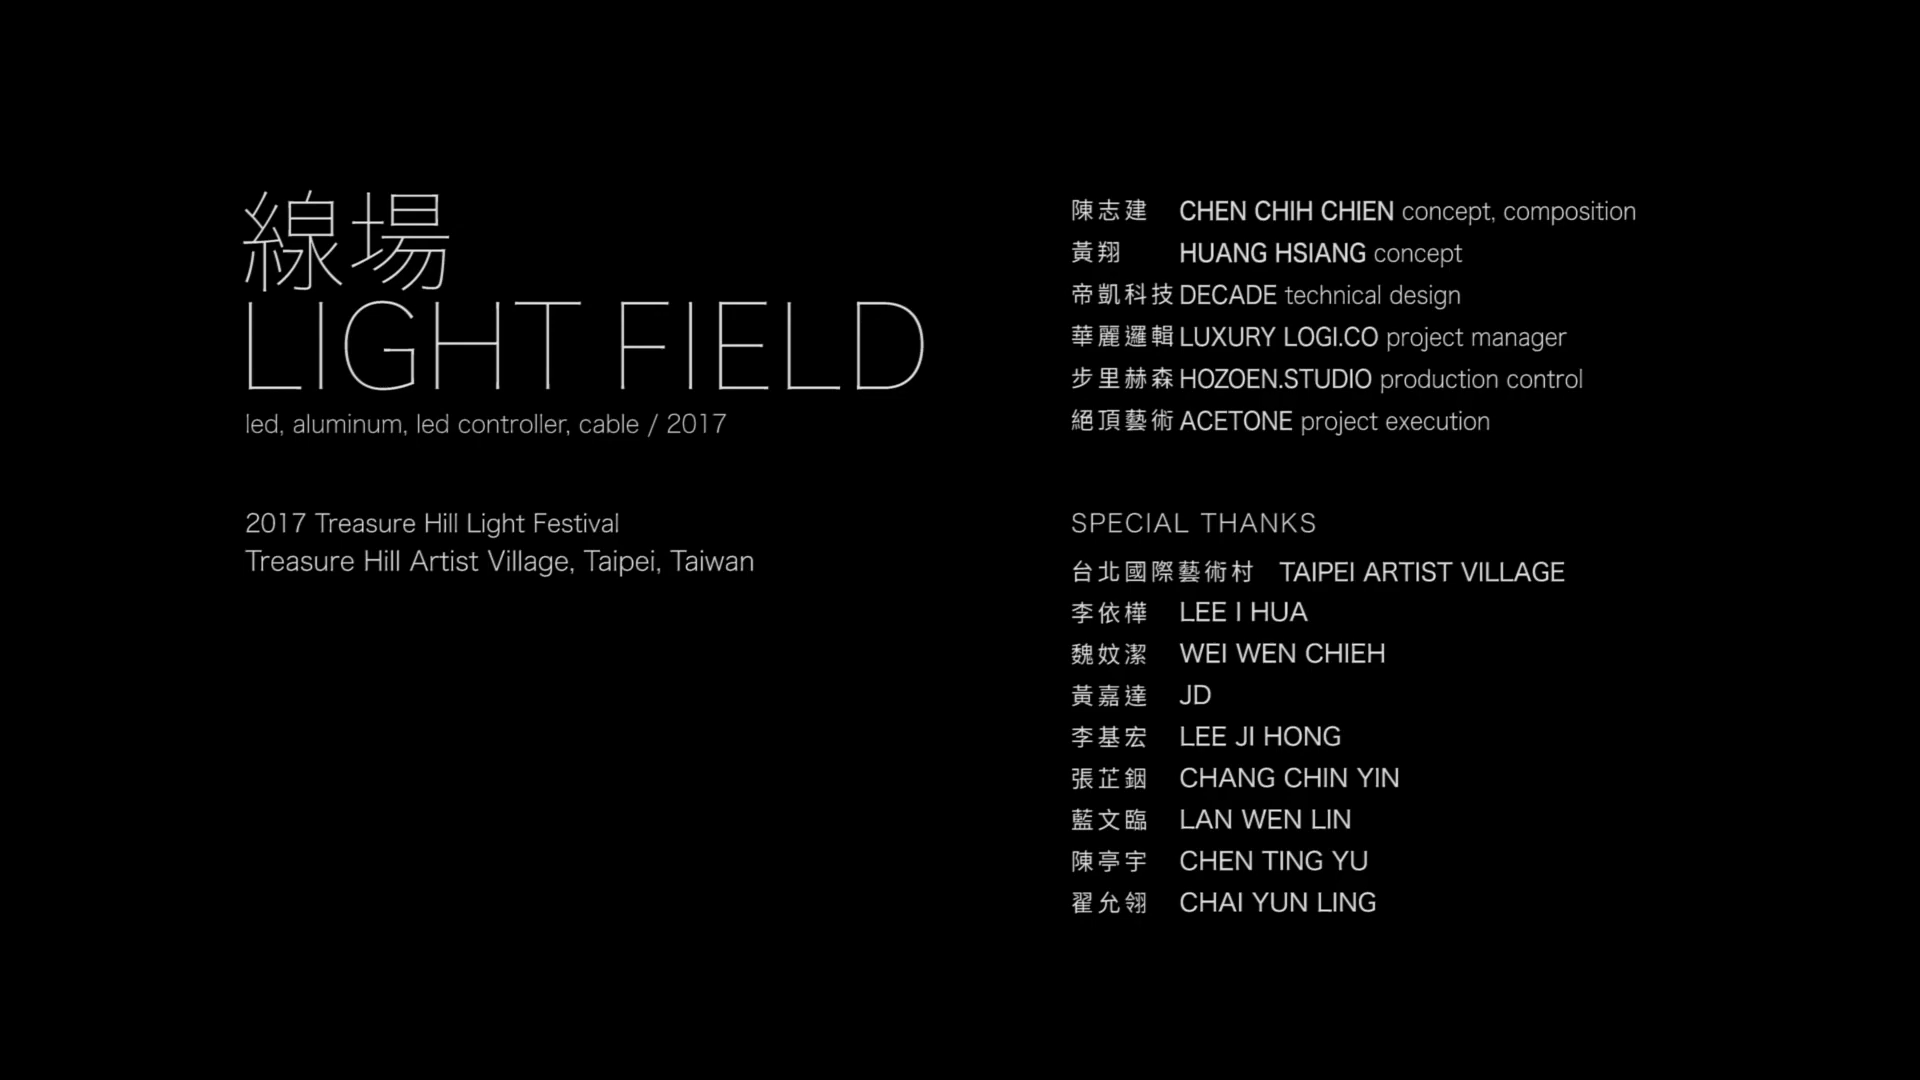 線場
LIGHT FIELD
led, aluminum, led controller, cable / 2017
2017 Treasure Hill Light Festival
Treasure Hill Artist Village, Taipei, Taiwan
陳志建 CHEN CHIH CHIEN concept, composition
黃翔 HUANG HSIANG concept
帝凱科技 DECADE technical design
華麗邏輯 LUXURY LOGI.CO project manager
步里赫森 HOZOEN.STUDIO production control
絕頂藝術 ACETONE project execution
SPECIAL THANKS
台北國際藝術村 TAIPEI ARTIST VILLAGE
李依樺 LEE I HUA
魏妏潔 WEI WEN CHIEH
黃嘉達 JD
李基宏 LEE JI HONG
張芷銦 CHANG CHIN YIN
藍文臨 LAN WEN LIN
陳亭宇 CHEN TING YU
翟允翎 CHAI YUN LING